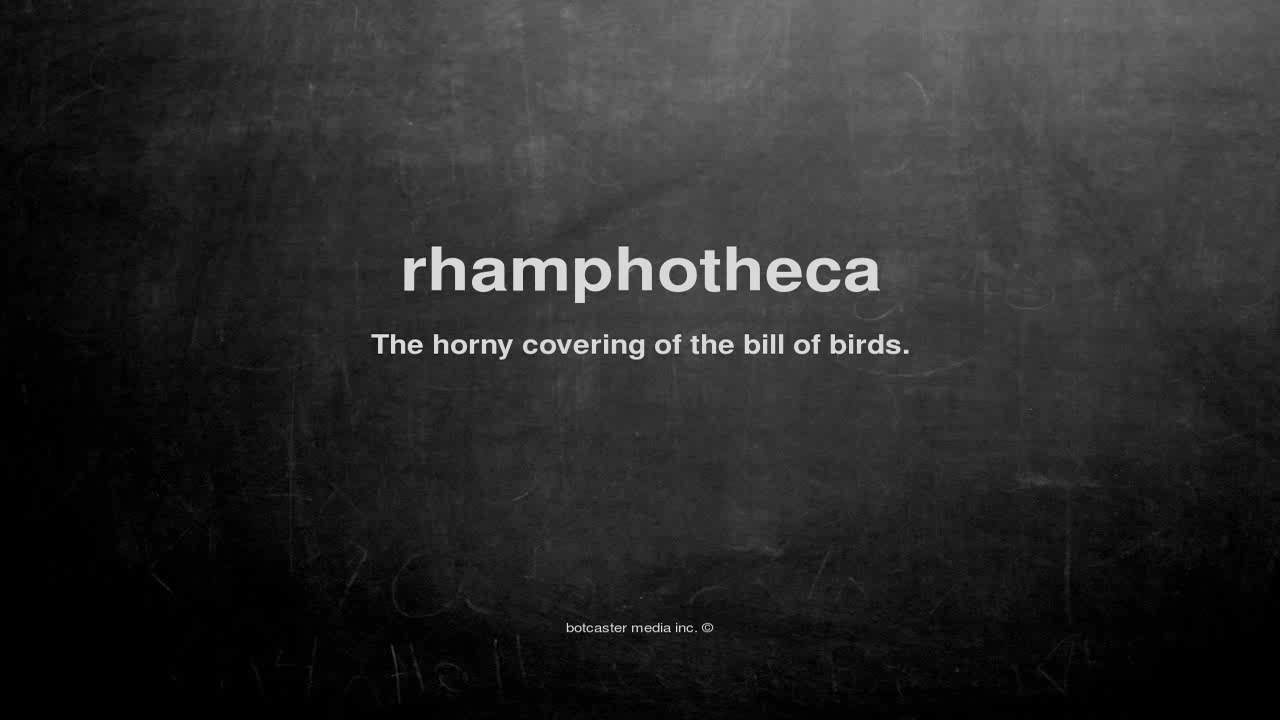 rhamphotheca
The horny covering of the bill of birds.
botcaster media inc. ©